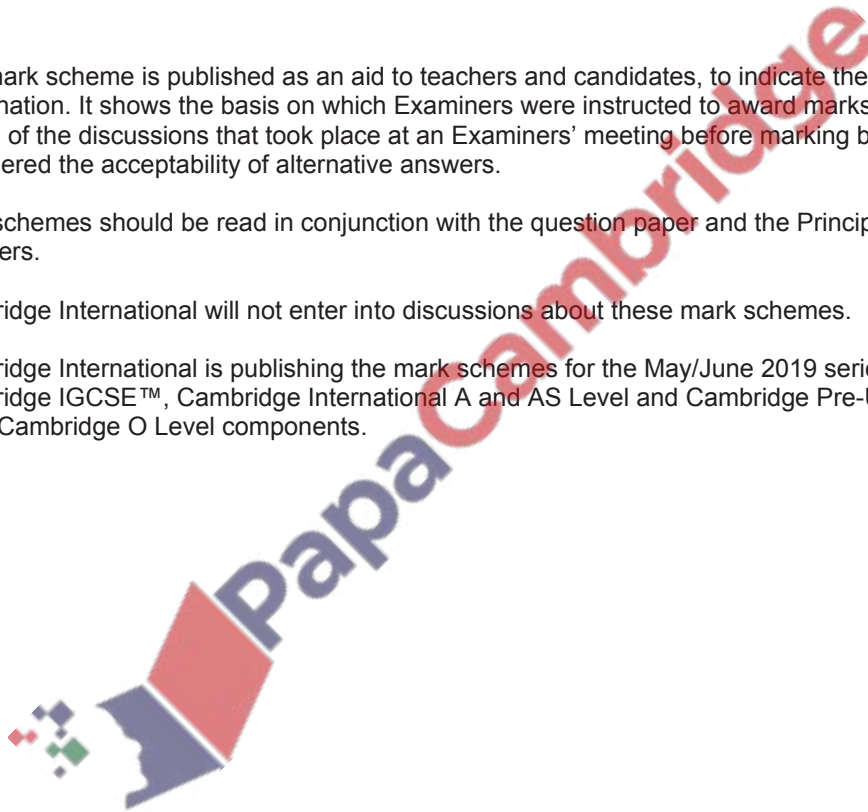 mark scheme is published as an aid to teachers and candidates, to indicate the
nation. It shows the basis on which Examiners were instructed to award marks
of the discussions that took place at an Examiners' meeting before marking b
ered the acceptability of alternative answers.
schemes should be read in conjunction with the question paper and the Princip
ers.
ridge International will not enter into discussions about these mark schemes.
ridge International is publishing the mark schemes for the May/June 2019 serie
ridge IGCSE™, Cambridge International A and AS Level and Cambridge Pre-U
Cambridge O Level components.
PapaCambridge